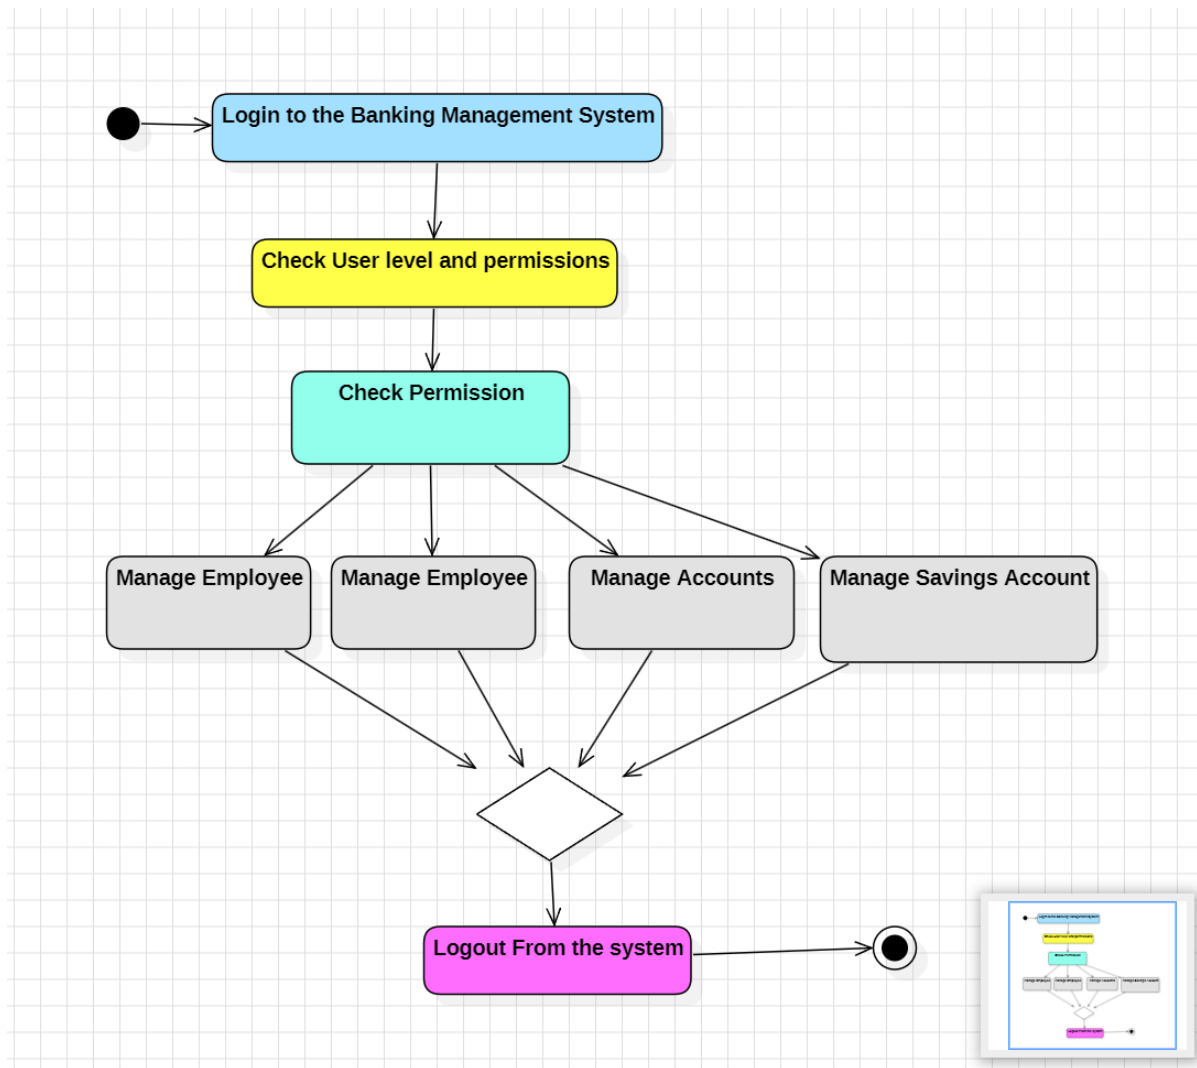 Login to the Banking Management System
Check User level and permissions
Check Permission
Manage Employee
Manage Employee
Manage Accounts
Manage Savings Account
Logout From the system